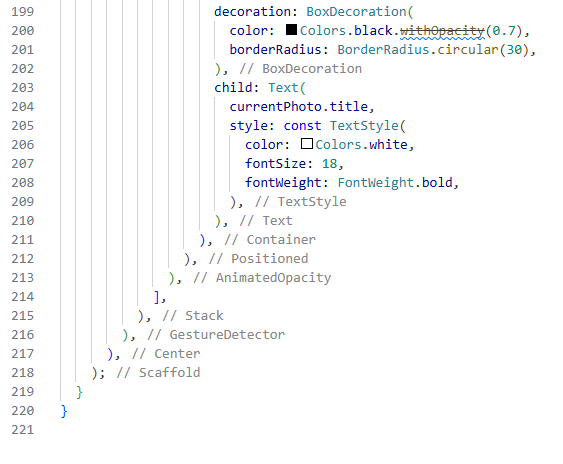 199 decoration: BoxDecoration(
200 color: Colors.black.withOpacity(0.7),
201 borderRadius: BorderRadius.circular(30),
202 ), // BoxDecoration
203 child: Text(
204 currentPhoto.title,
205 style: const TextStyle(
206 color: Colors.white,
207 fontSize: 18,
208 fontWeight: FontWeight.bold,
209 ), // TextStyle
210 ), // Text
211 ), // Container
212 ), // Positioned
213 ), // AnimatedOpacity
214 ],
215 ), // Stack
216 ), // GestureDetector
217 ), // Center
218 ); // Scaffold
219 }
220 }
221